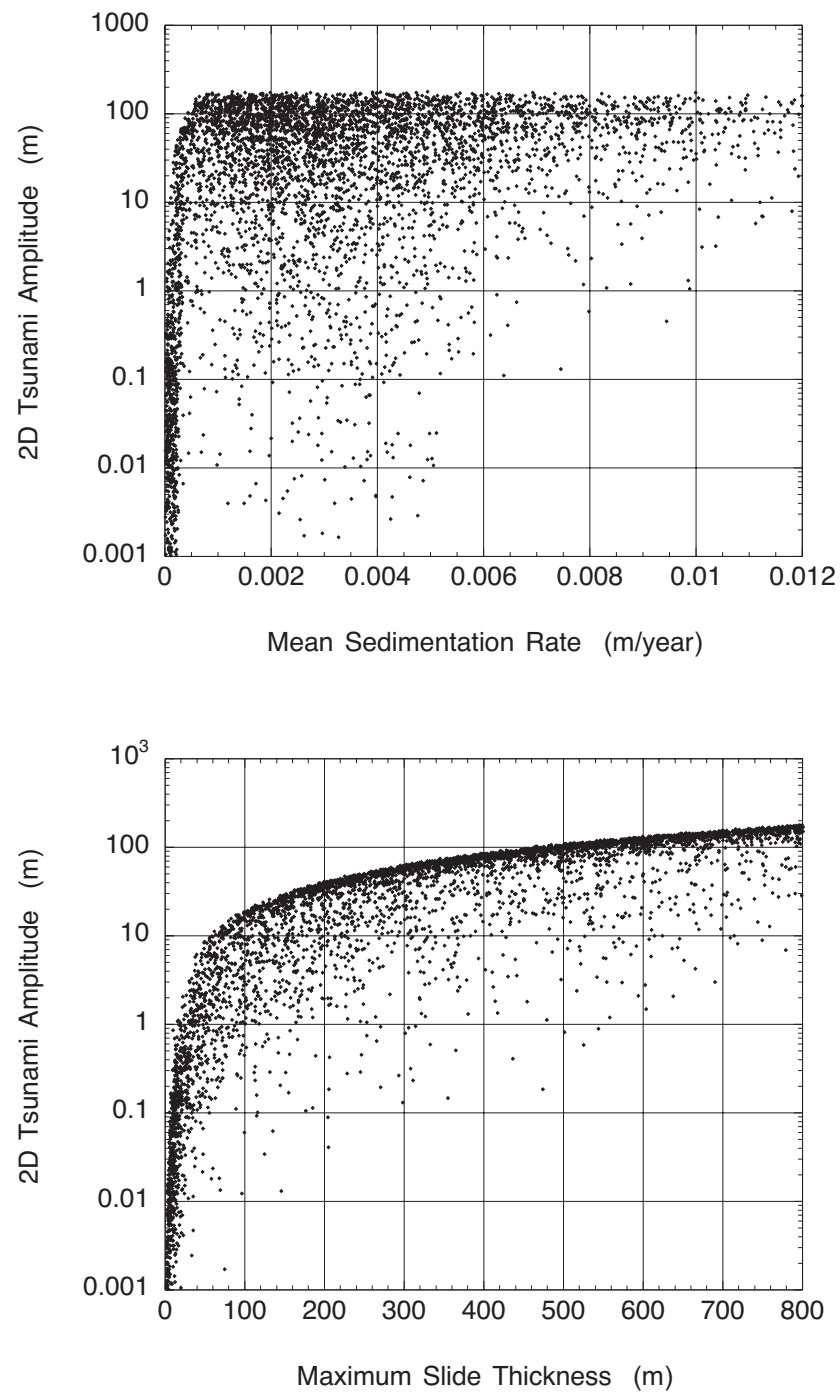 1000
100
10
1
0.1
0.01
0.001
2D Tsunami Amplitude (m)
0 0.002 0.004 0.006 0.008 0.01 0.012
Mean Sedimentation Rate (m/year)
10³
100
10
1
0.1
0.01
0.001
2D Tsunami Amplitude (m)
0 100 200 300 400 500 600 700 800
Maximum Slide Thickness (m)